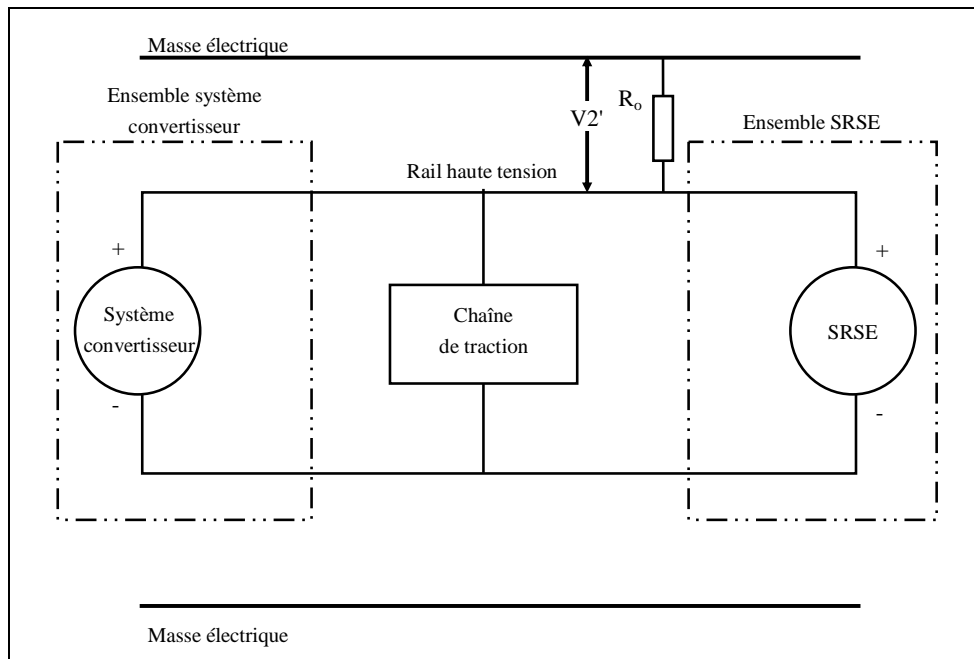 Masse électrique
Ensemble système
convertisseur
V2'
Ro
Ensemble SRSE
Rail haute tension
+
+
Système
convertisseur
Chaîne
de traction
SRSE
-
-
Masse électrique